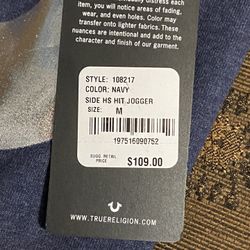 item, you will notice areas of fading,
wear, and even holes. Color may
transfer onto lighter fabrics. These
nuances are intentional and add to the
character and finish of our garment.
STYLE: 108217
COLOR: NAVY
SIDE HS HIT JOGGER
SIZE: M
197516090752
SUGG. RETAIL
PRICE $109.00
WWW.TRUERELIGION.COM